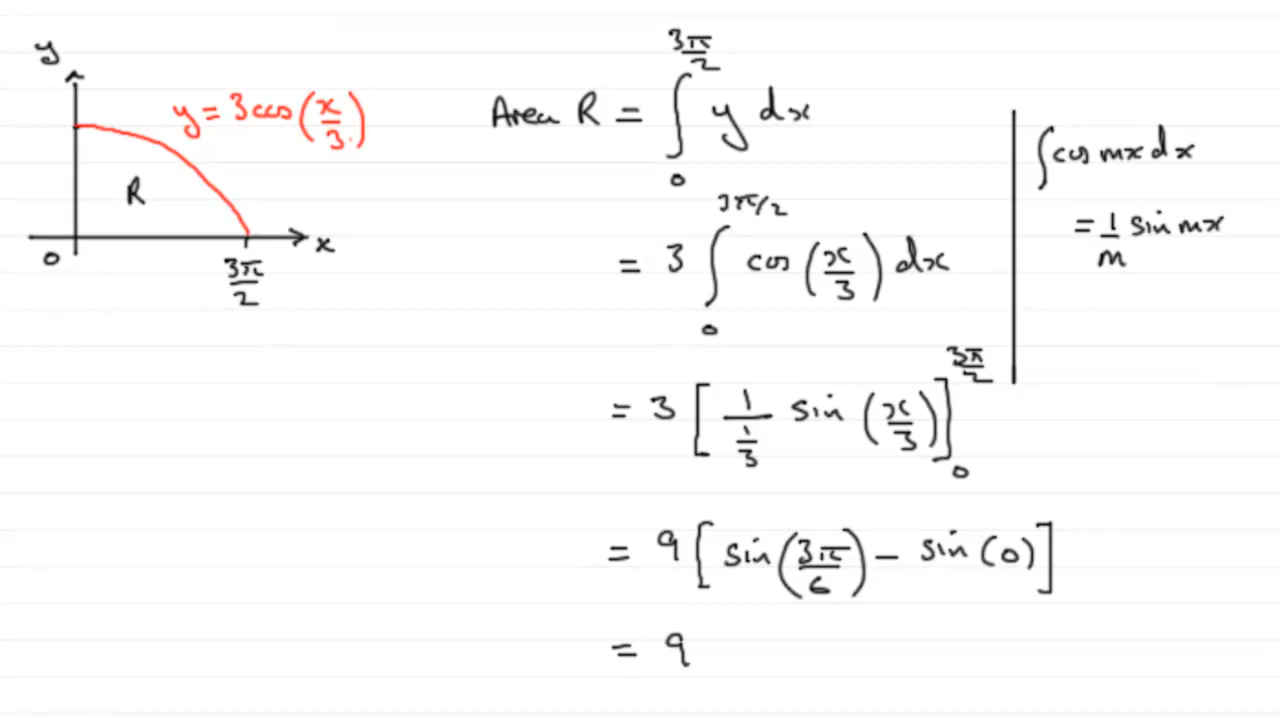 y
y = 3 cos (x/3)
R
0
3π/2
x
Area R = ∫₀^(3π/2) y dx
= 3 ∫₀^(3π/2) cos (x/3) dx
= 3 [ 1/(1/3) sin (x/3) ]₀^(3π/2)
= 9 [ sin (3π/6) − sin (0) ]
= 9
∫ cos mx dx
= 1/m sin mx